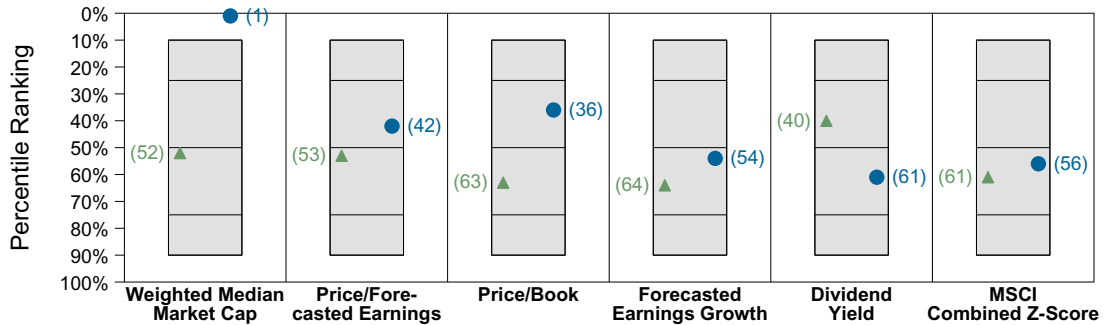 Percentile Ranking
0%
10%
20%
30%
40%
50%
60%
70%
80%
90%
100%
(1)
(52)
(42)
(53)
(36)
(63)
(54)
(64)
(40)
(61)
(56)
(61)
Weighted Median
Market Cap
Price/Fore-
casted Earnings
Price/Book
Forecasted
Earnings Growth
Dividend
Yield
MSCI
Combined Z-Score